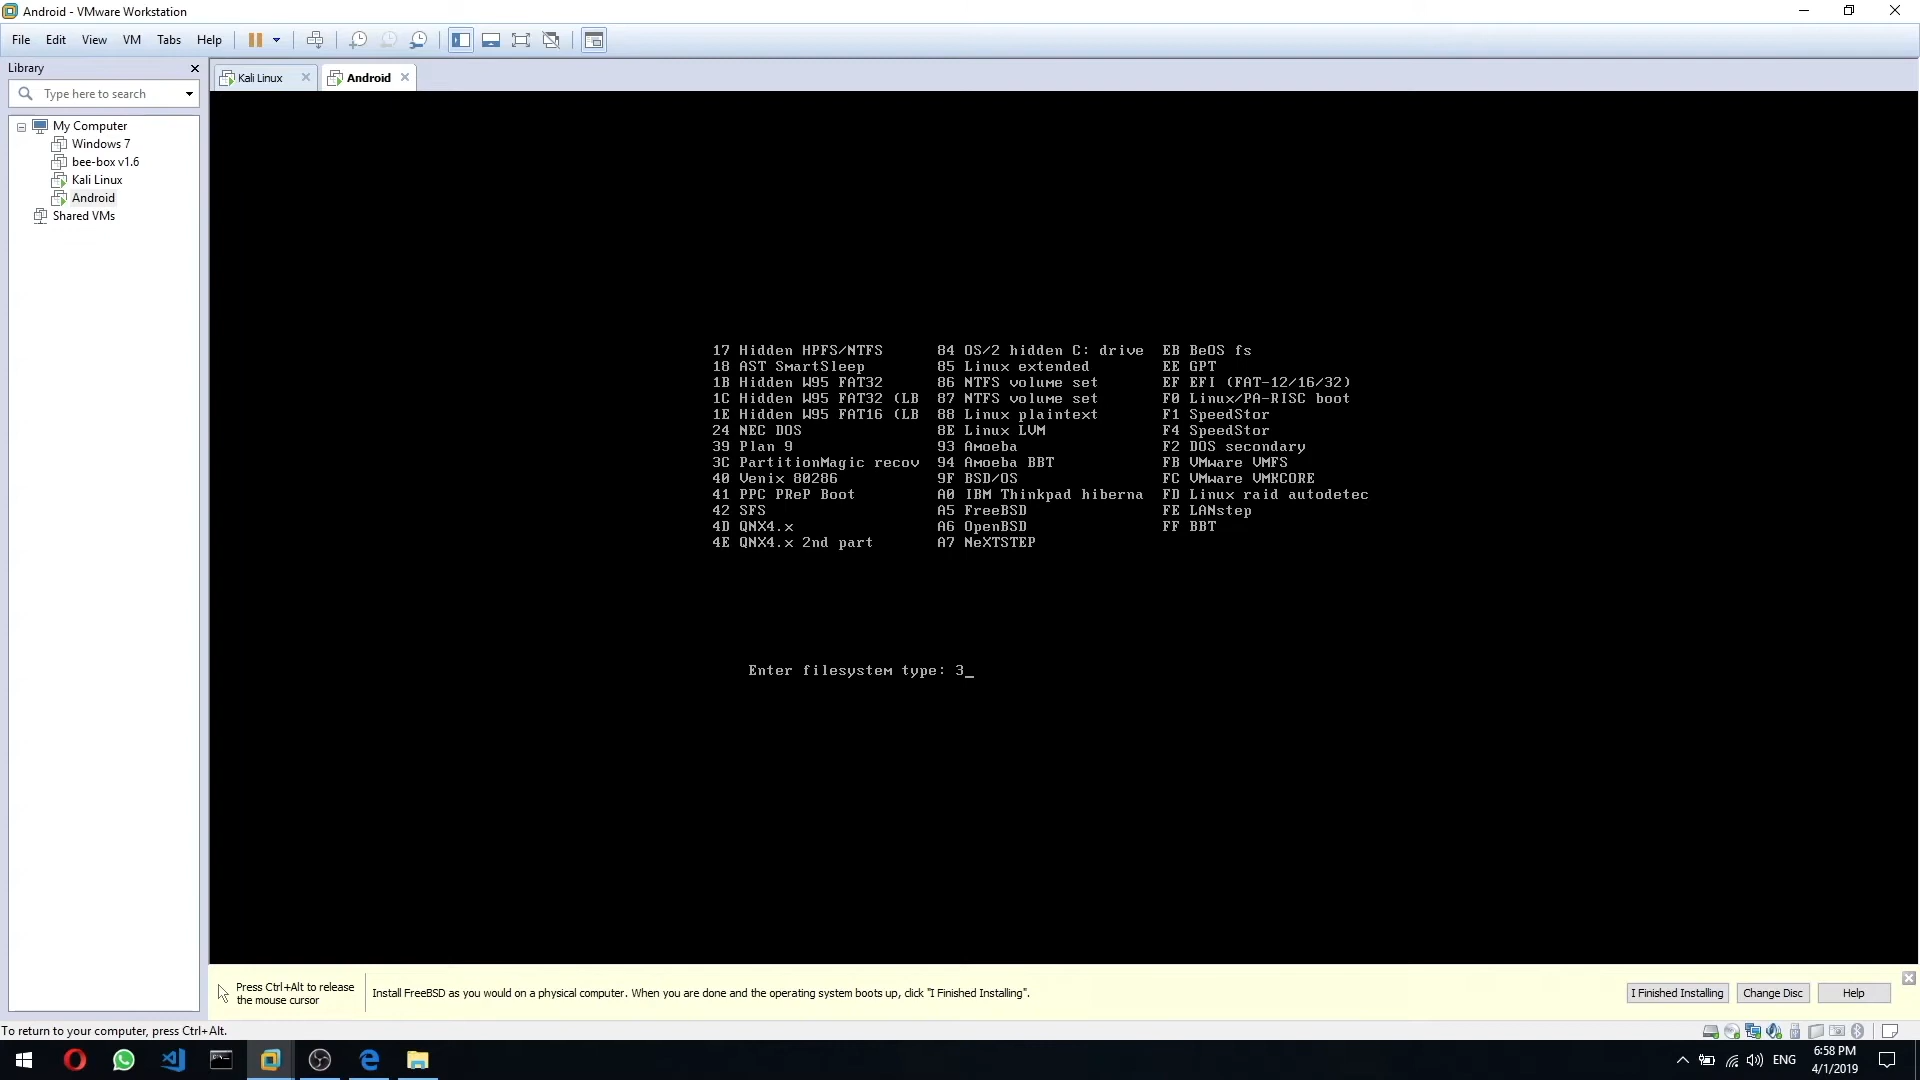 Android - VMware Workstation
File Edit View VM Tabs Help
Library
Kali Linux
Android
Type here to search
My Computer
Windows 7
bee-box v1.6
Kali Linux
Android
Shared VMs
17 Hidden HPFS/NTFS 84 OS/2 hidden C: drive EB BeOS fs
18 AST SmartSleep 85 Linux extended EE GPT
1B Hidden W95 FAT32 86 NTFS volume set EF EFI (FAT-12/16/32)
1C Hidden W95 FAT32 (LB 87 NTFS volume set F0 Linux/PA-RISC boot
1E Hidden W95 FAT16 (LB 88 Linux plaintext F1 SpeedStor
24 NEC DOS 8E Linux LVM F4 SpeedStor
39 Plan 9 93 Amoeba F2 DOS secondary
3C PartitionMagic recov 94 Amoeba BBT FB VMware VMFS
40 Venix 80286 9F BSD/OS FC VMware VMKCORE
41 PPC PReP Boot A0 IBM Thinkpad hiberna FD Linux raid autodetec
42 SFS A5 FreeBSD FE LANstep
4D QNX4.x A6 OpenBSD FF BBT
4E QNX4.x 2nd part A7 NeXTSTEP
Enter filesystem type: 3_
Press Ctrl+Alt to release
the mouse cursor
Install FreeBSD as you would on a physical computer. When you are done and the operating system boots up, click "I Finished Installing".
I Finished Installing
Change Disc
Help
To return to your computer, press Ctrl+Alt.
ENG
6:58 PM
4/1/2019